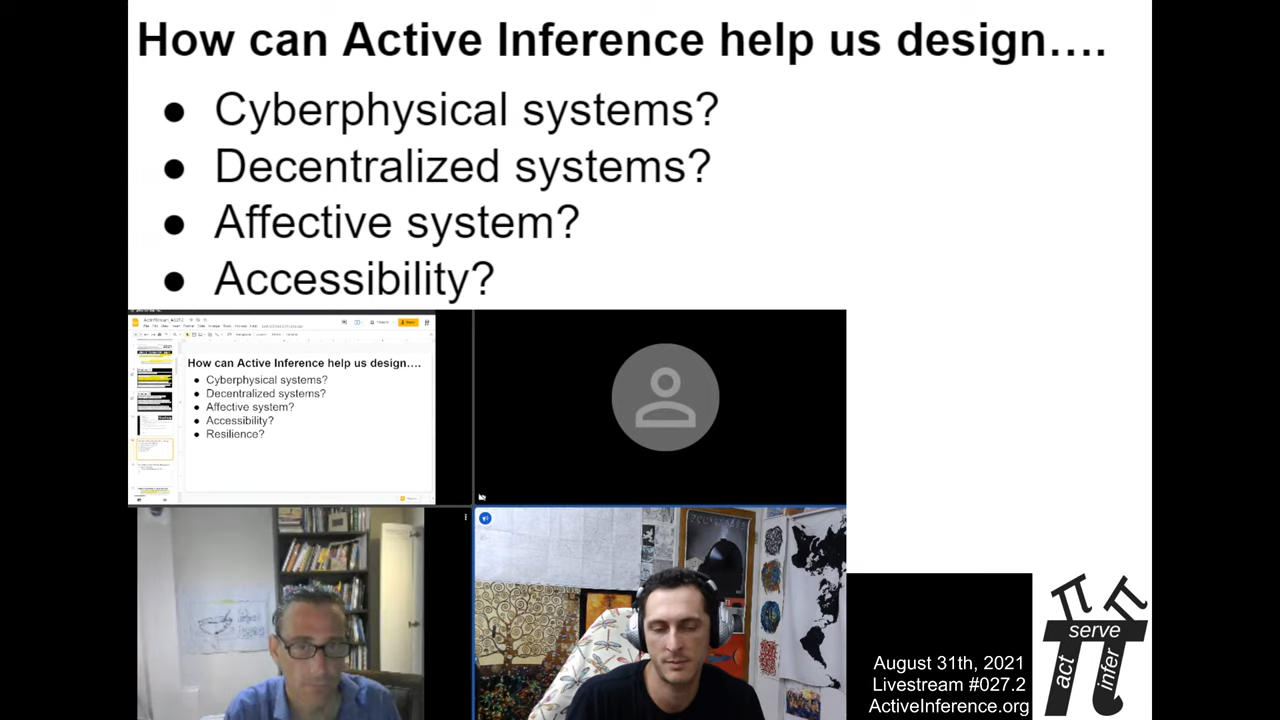 How can Active Inference help us design....
● Cyberphysical systems?
● Decentralized systems?
● Affective system?
● Accessibility?
How can Active Inference help us design....
● Cyberphysical systems?
● Decentralized systems?
● Affective system?
● Accessibility?
● Resilience?
August 31th, 2021
Livestream #027.2
ActiveInference.org
serve
act
infer